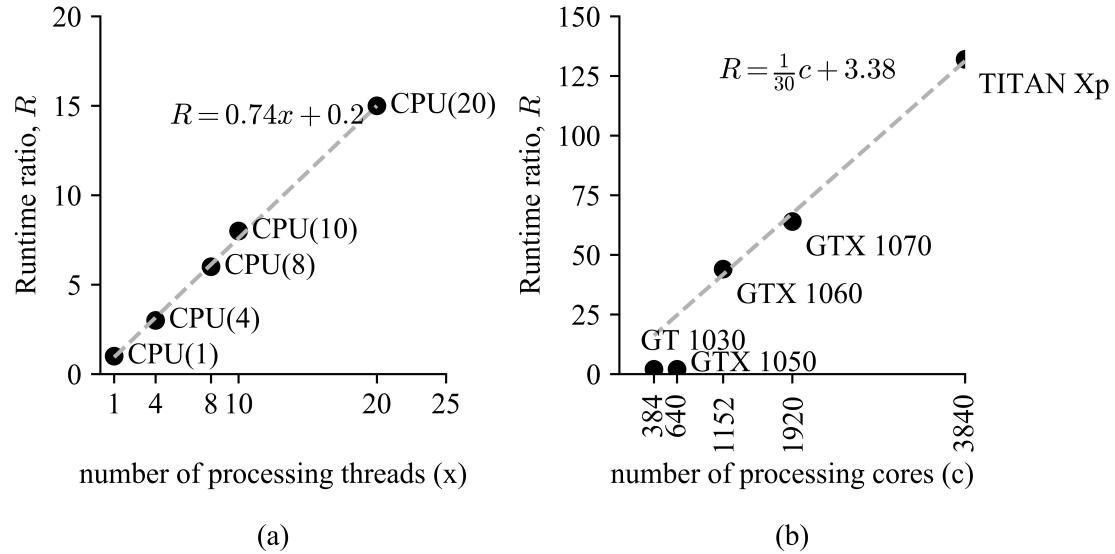 20
15
10
5
0
Runtime ratio, R
R = 0.74x + 0.2
CPU(20)
CPU(10)
CPU(8)
CPU(4)
CPU(1)
1 4 8 10 20 25
number of processing threads (x)
(a)
150
125
100
75
50
25
0
Runtime ratio, R
R = 1/30 c + 3.38
TITAN Xp
GTX 1070
GTX 1060
GT 1030
GTX 1050
384 640 1152 1920 3840
number of processing cores (c)
(b)